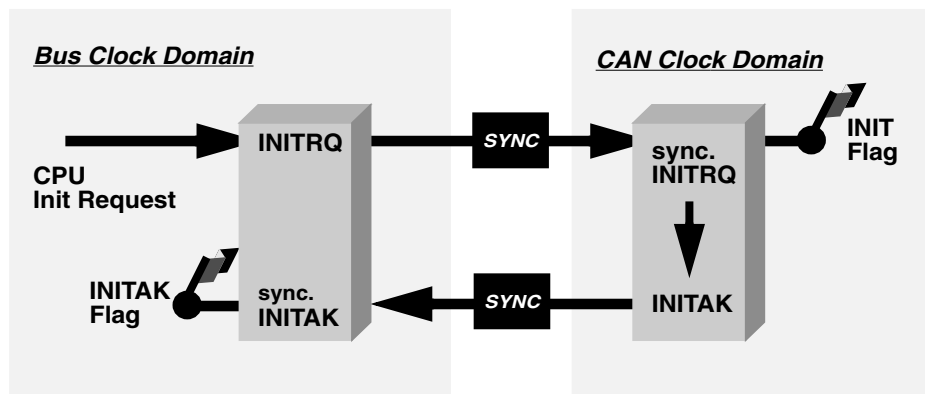 Bus Clock Domain
CAN Clock Domain
CPU
Init Request
INITRQ
SYNC
sync.
INITRQ
INIT
Flag
INITAK
Flag
sync.
INITAK
SYNC
INITAK